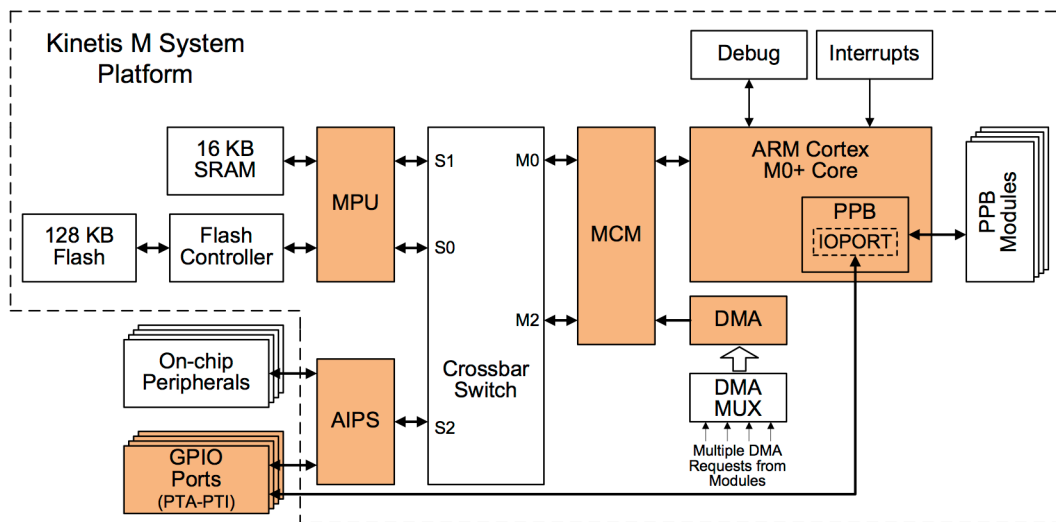 Kinetis M System
Platform
Debug
Interrupts
16 KB
SRAM
MPU
S1
M0
MCM
ARM Cortex
M0+ Core
PPB
IOPORT
PPB
Modules
128 KB
Flash
Flash
Controller
S0
M2
DMA
On-chip
Peripherals
AIPS
Crossbar
Switch
S2
DMA
MUX
Multiple DMA
Requests from
Modules
GPIO
Ports
(PTA-PTI)